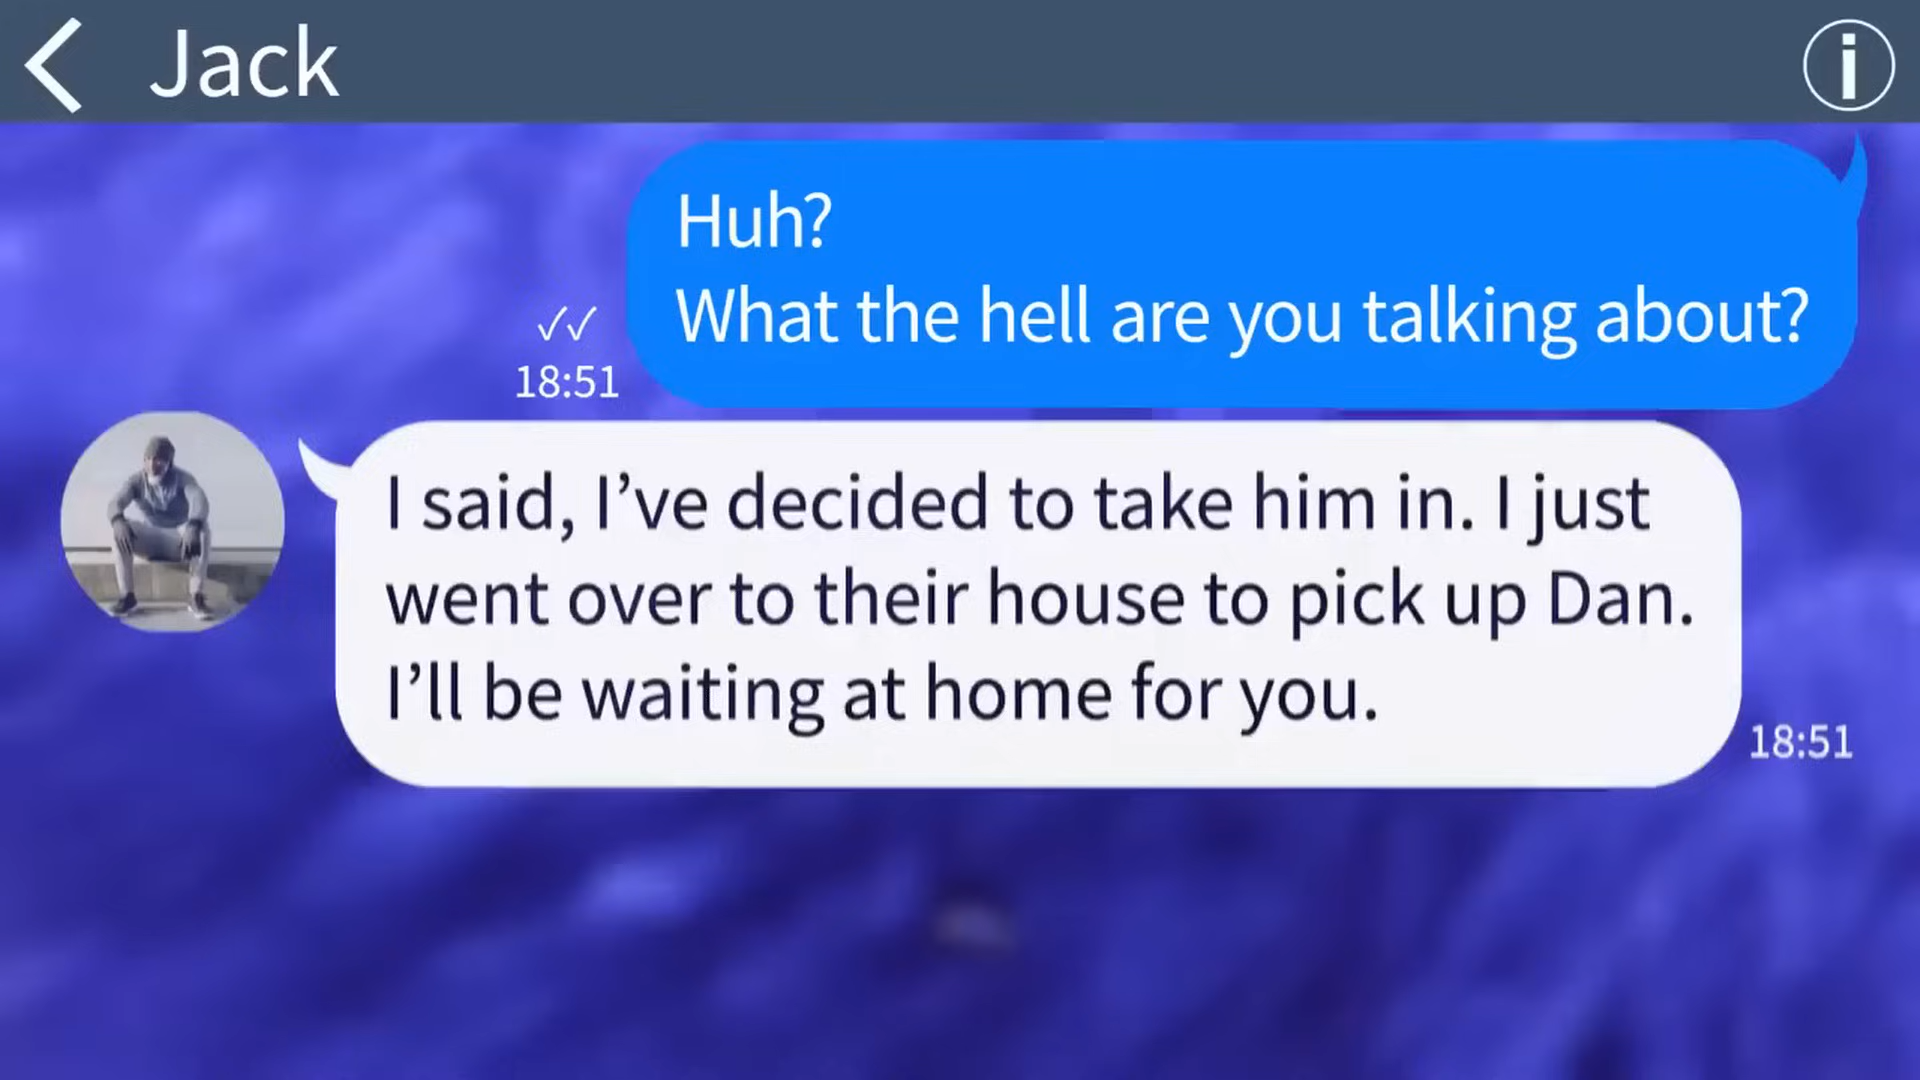 Jack
Huh?
What the hell are you talking about?
✓✓
18:51
I said, I’ve decided to take him in. I just
went over to their house to pick up Dan.
I’ll be waiting at home for you.
18:51